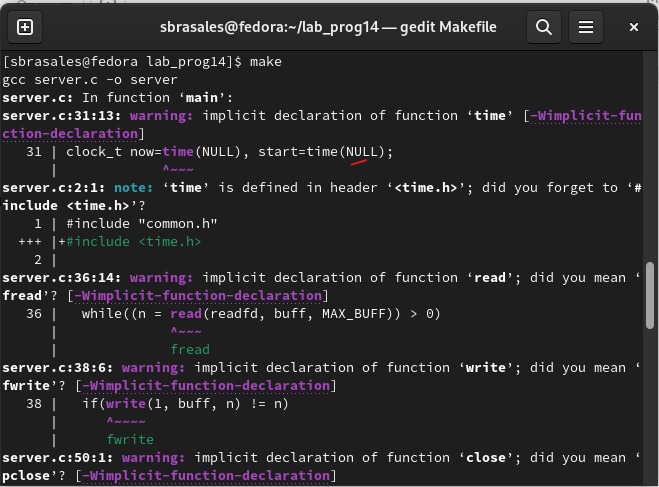 sbrasales@fedora:~/lab_prog14 — gedit Makefile
[sbrasales@fedora lab_prog14]$ make
gcc server.c -o server
server.c: In function ‘main’:
server.c:31:13: warning: implicit declaration of function ‘time’ [-Wimplicit-fun
ction-declaration]
31 | clock_t now=time(NULL), start=time(NULL);
| ^~~~
server.c:2:1: note: ‘time’ is defined in header ‘<time.h>’; did you forget to ‘#
include <time.h>’?
1 | #include "common.h"
+++ |+#include <time.h>
2 |
server.c:36:14: warning: implicit declaration of function ‘read’; did you mean ‘
fread’? [-Wimplicit-function-declaration]
36 | while((n = read(readfd, buff, MAX_BUFF)) > 0)
| ^~~~
| fread
server.c:38:6: warning: implicit declaration of function ‘write’; did you mean ‘
fwrite’? [-Wimplicit-function-declaration]
38 | if(write(1, buff, n) != n)
| ^~~~~
| fwrite
server.c:50:1: warning: implicit declaration of function ‘close’; did you mean ‘
pclose’? [-Wimplicit-function-declaration]